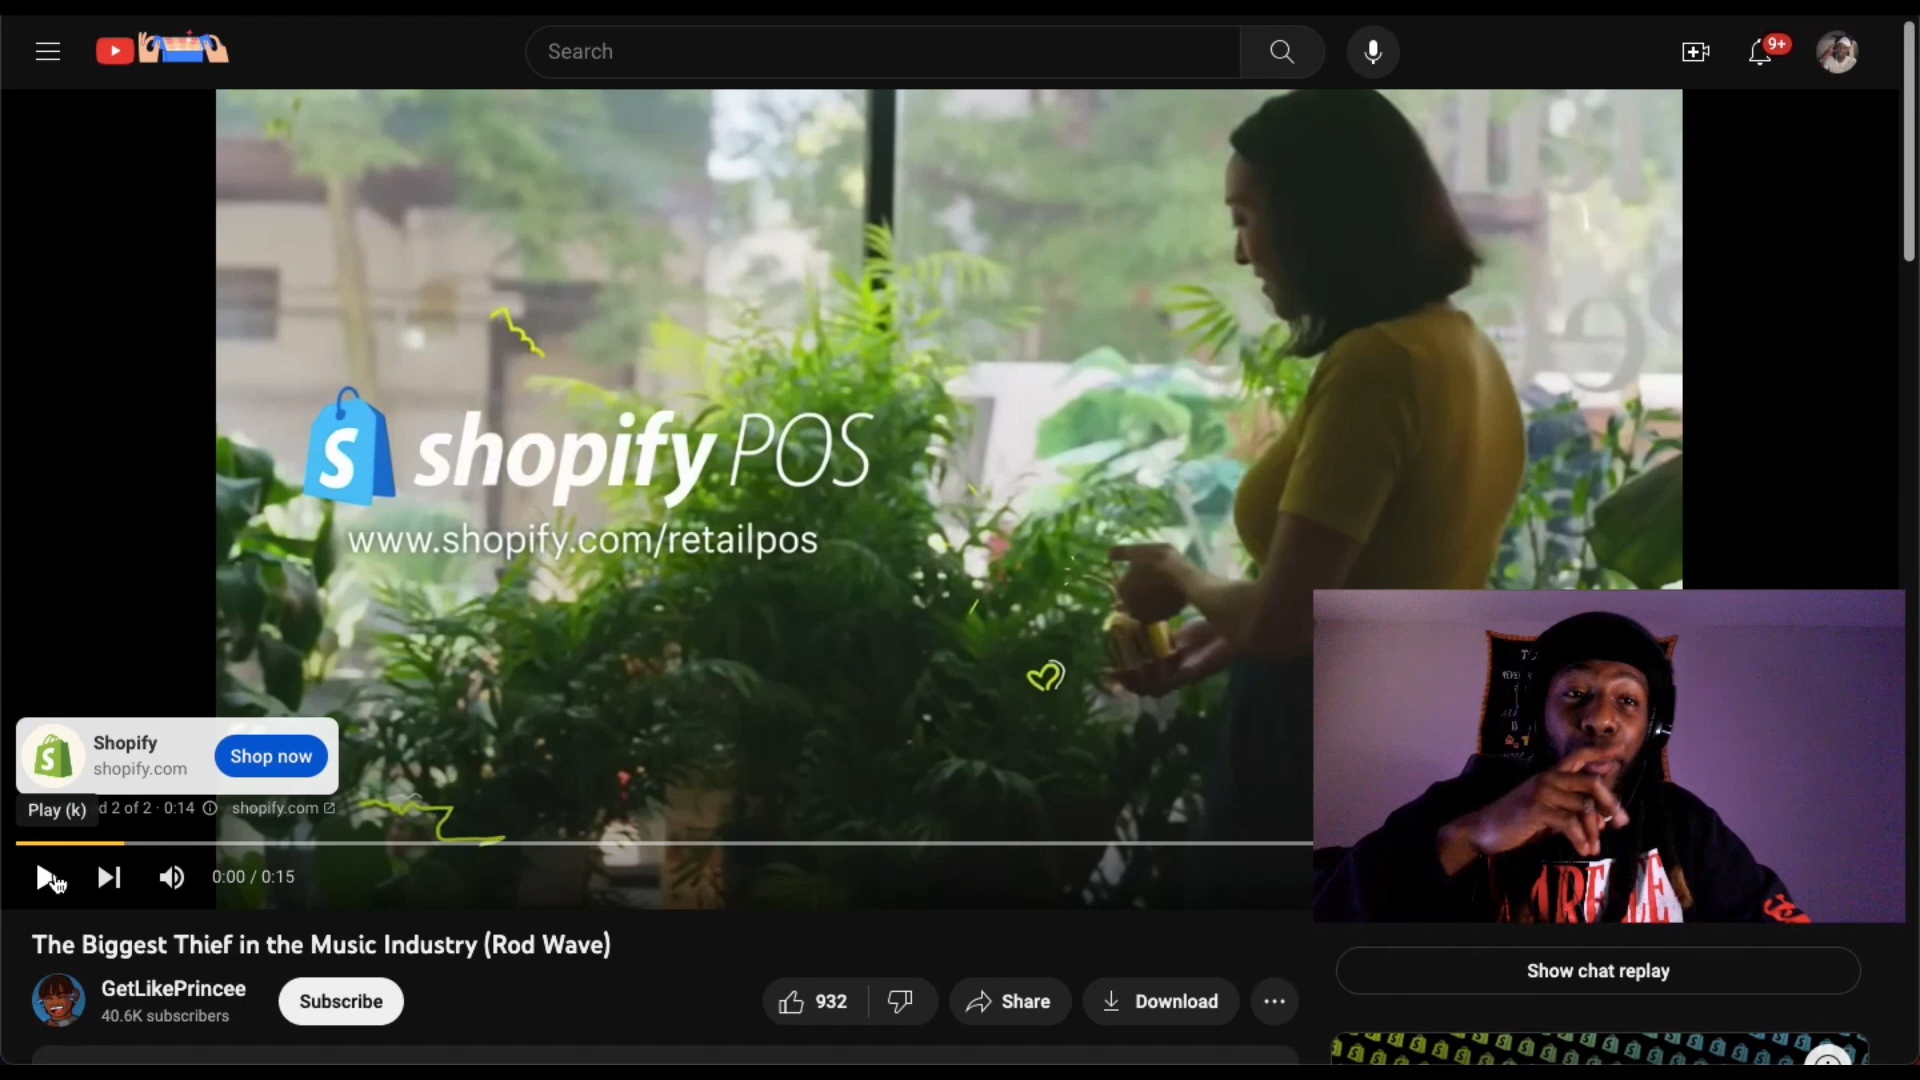 Search
9+
shopify POS
www.shopify.com/retailpos
Shopify
shopify.com
Shop now
Play (k)
d 2 of 2 · 0:14
shopify.com
0:00 / 0:15
The Biggest Thief in the Music Industry (Rod Wave)
GetLikePrincee
40.6K subscribers
Subscribe
932
Share
Download
Show chat replay